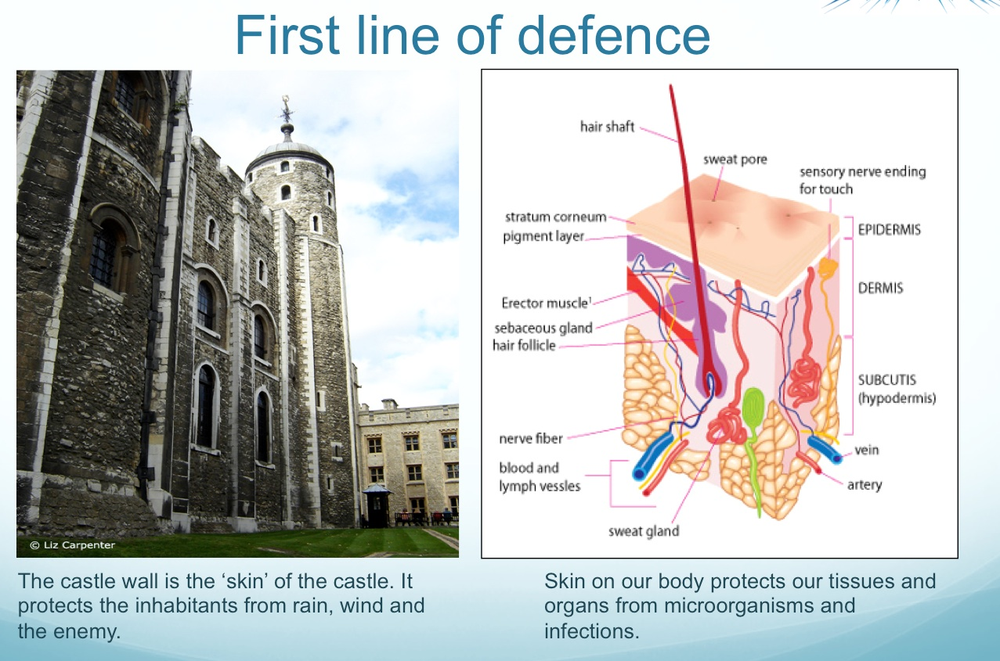 First line of defence
hair shaft
sweat pore
sensory nerve ending
for touch
stratum corneum
pigment layer
EPIDERMIS
DERMIS
Erector muscle¹
sebaceous gland
hair follicle
SUBCUTIS
(hypodermis)
nerve fiber
vein
blood and
lymph vessles
artery
sweat gland
© Liz Carpenter
The castle wall is the ‘skin’ of the castle. It
protects the inhabitants from rain, wind and
the enemy.
Skin on our body protects our tissues and
organs from microorganisms and
infections.